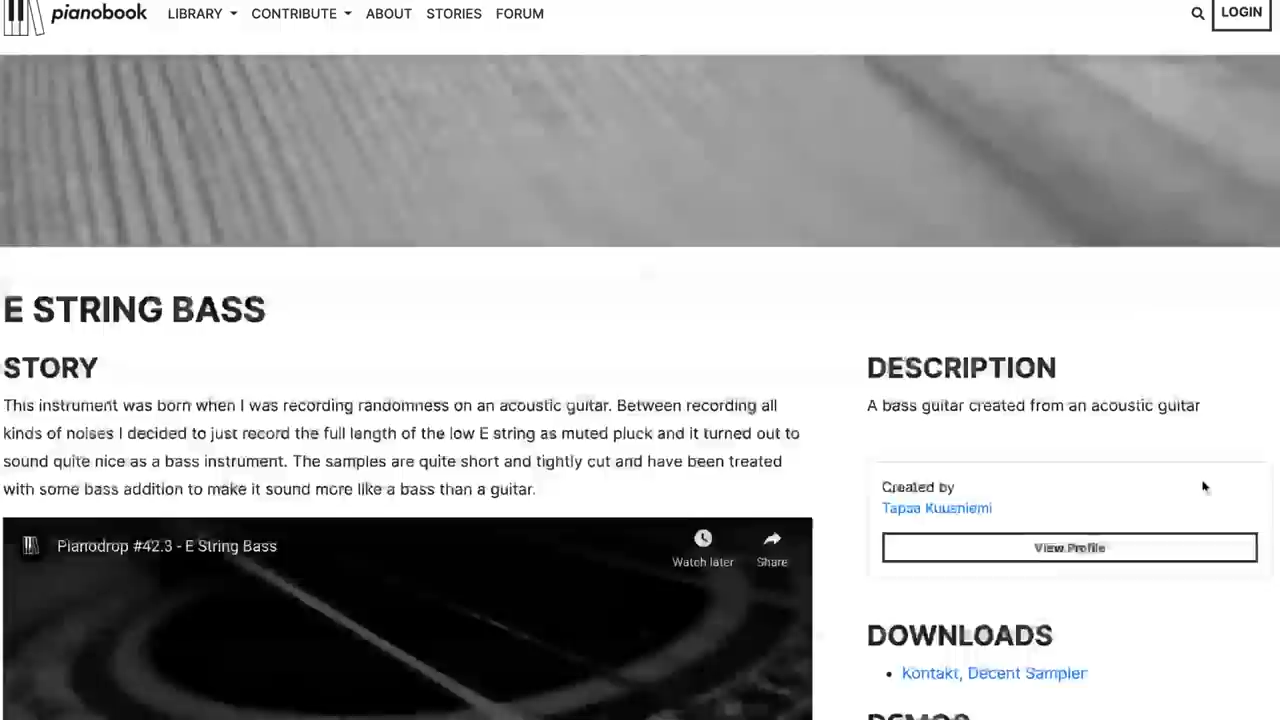 pianobook LIBRARY CONTRIBUTE ABOUT STORIES FORUM LOGIN
E STRING BASS
STORY
This instrument was born when I was recording randomness on an acoustic guitar. Between recording all
kinds of noises I decided to just record the full length of the low E string as muted pluck and it turned out to
sound quite nice as a bass instrument. The samples are quite short and tightly cut and have been treated
with some bass addition to make it sound more like a bass than a guitar.
Pianodrop #42.3 - E String Bass
Watch later Share
DESCRIPTION
A bass guitar created from an acoustic guitar
Created by
Tapsa Kuusniemi
View Profile
DOWNLOADS
Kontakt, Decent Sampler
DEMOS